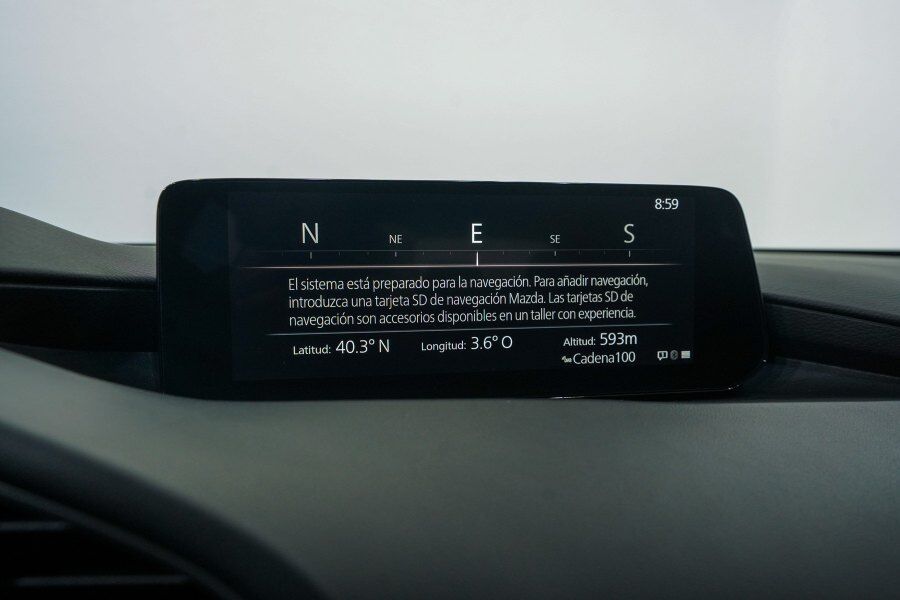 8:59
N NE E SE S
El sistema está preparado para la navegación. Para añadir navegación,
introduzca una tarjeta SD de navegación Mazda. Las tarjetas SD de
navegación son accesorios disponibles en un taller con experiencia.
Latitud: 40.3° N Longitud: 3.6° O Altitud: 593m
Cadena100